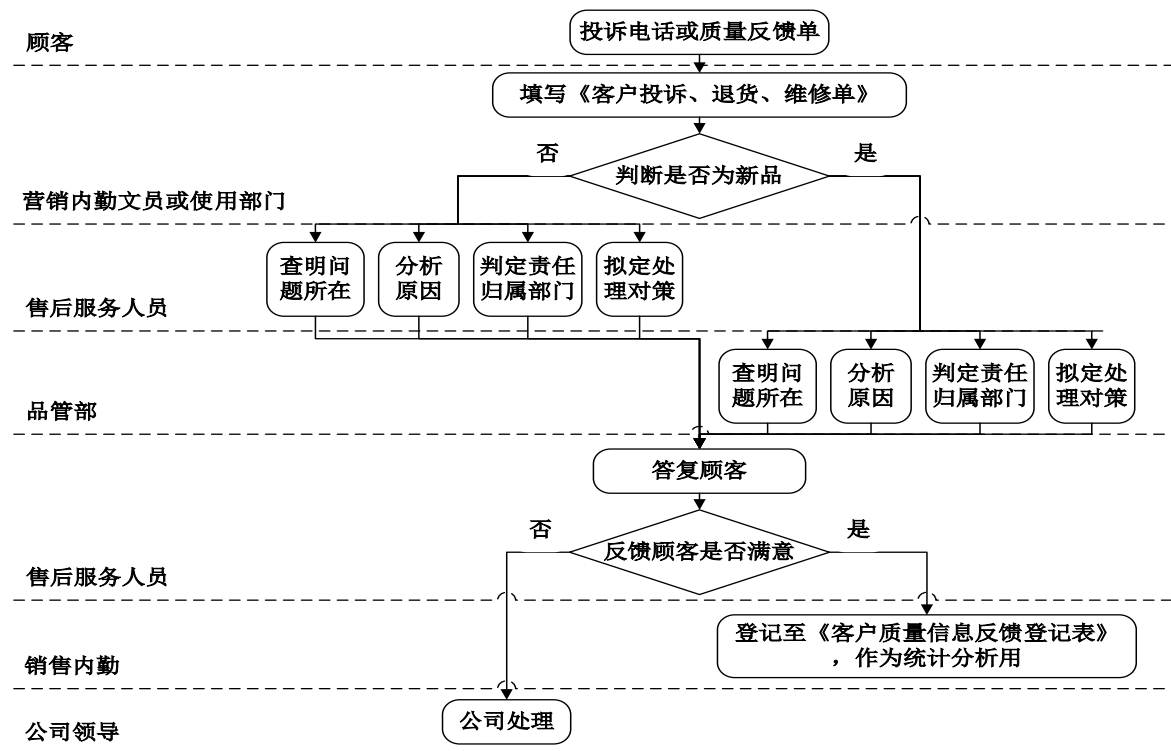 投诉电话或质量反馈单
顾客
填写《客户投诉、退货、维修单》
否
是
判断是否为新品
营销内勤文员或使用部门
查明问
题所在
分析
原因
判定责任
归属部门
拟定处
理对策
售后服务人员
查明问
题所在
分析
原因
判定责任
归属部门
拟定处
理对策
品管部
答复顾客
否
是
反馈顾客是否满意
售后服务人员
登记至《客户质量信息反馈登记表》
，作为统计分析用
销售内勤
公司处理
公司领导